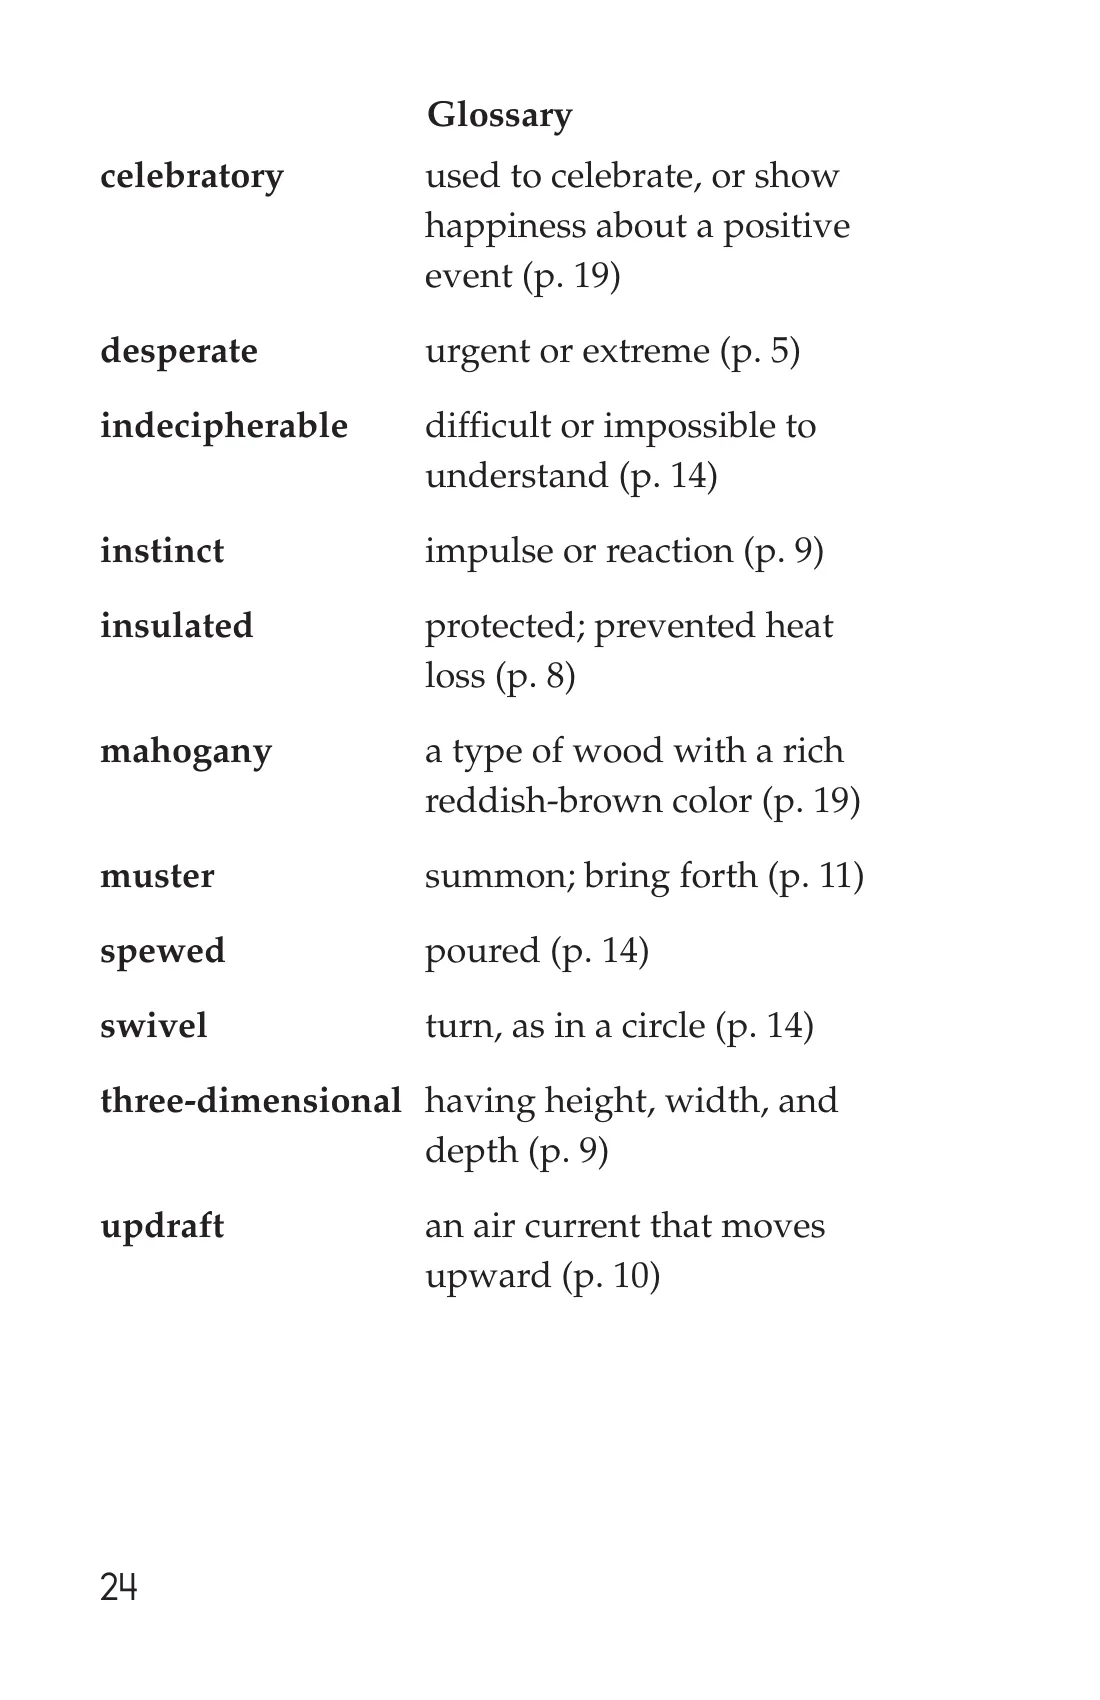 Glossary
celebratory used to celebrate, or show
happiness about a positive
event (p. 19)
desperate urgent or extreme (p. 5)
indecipherable difficult or impossible to
understand (p. 14)
instinct impulse or reaction (p. 9)
insulated protected; prevented heat
loss (p. 8)
mahogany a type of wood with a rich
reddish-brown color (p. 19)
muster summon; bring forth (p. 11)
spewed poured (p. 14)
swivel turn, as in a circle (p. 14)
three-dimensional having height, width, and
depth (p. 9)
updraft an air current that moves
upward (p. 10)
24